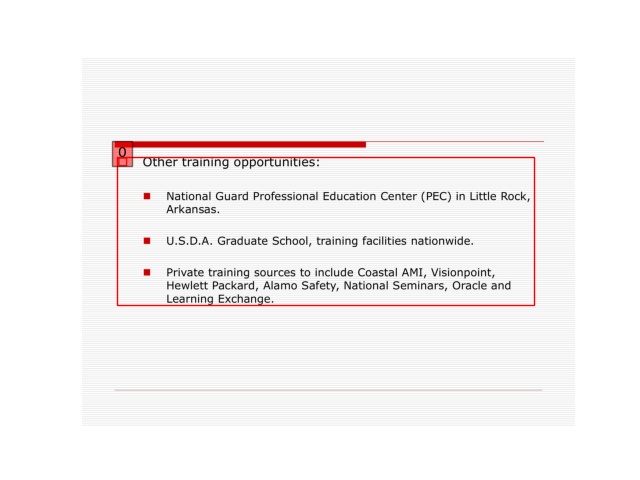 0
Other training opportunities:
National Guard Professional Education Center (PEC) in Little Rock,
Arkansas.
U.S.D.A. Graduate School, training facilities nationwide.
Private training sources to include Coastal AMI, Visionpoint,
Hewlett Packard, Alamo Safety, National Seminars, Oracle and
Learning Exchange.